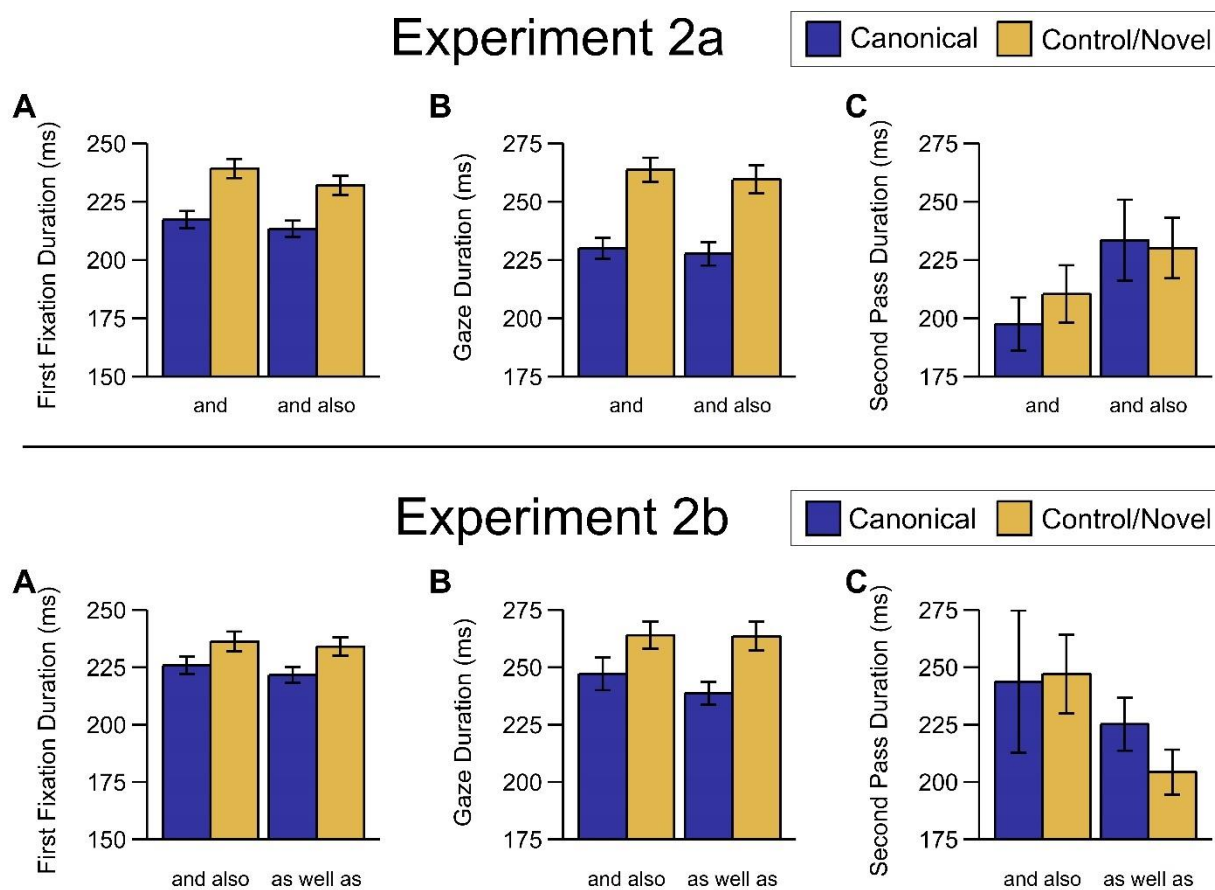 Experiment 2a
Canonical Control/Novel
A
First Fixation Duration (ms)
250
225
200
175
150
and and also
B
Gaze Duration (ms)
275
250
225
200
175
and and also
C
Second Pass Duration (ms)
275
250
225
200
175
and and also
Experiment 2b
Canonical Control/Novel
A
First Fixation Duration (ms)
250
225
200
175
150
and also as well as
B
Gaze Duration (ms)
275
250
225
200
175
and also as well as
C
Second Pass Duration (ms)
275
250
225
200
175
and also as well as